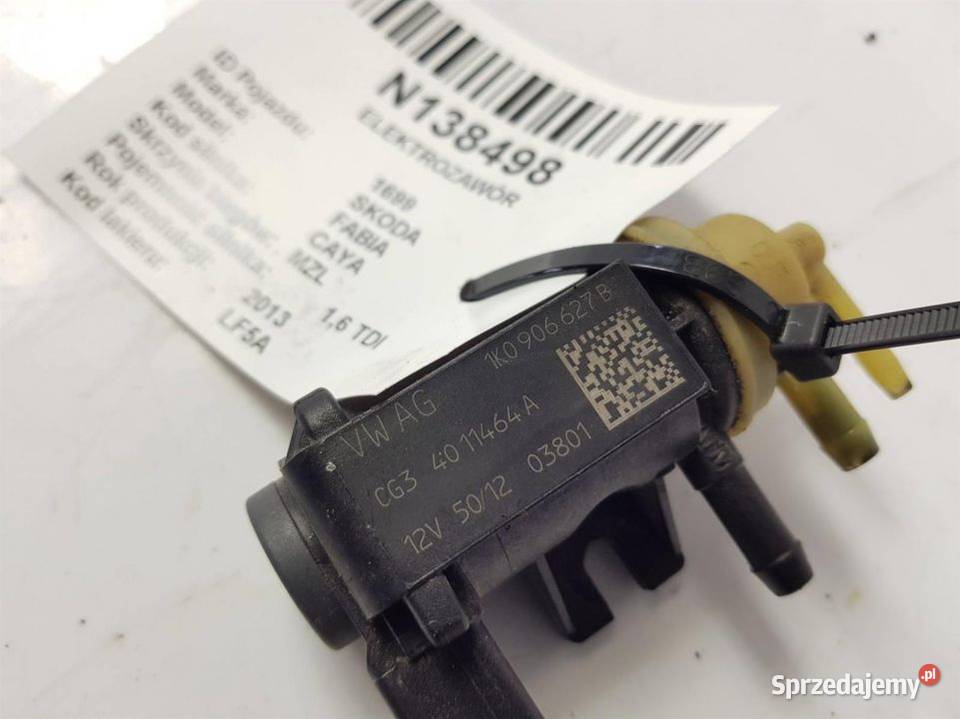 N138498
ELEKTROZAWÓR
ID Pojazdu: 1699
Marka: SKODA
Model: FABIA
Kod silnika: CAYA
Skrzynia biegów: MZL
Pojemność silnika: 1,6 TDI
Rok produkcji: 2013
Kod lakieru: LF5A
VW AG 1K0 906 627 B
CG3 40 11464 A
12V 50/12 03801
Sprzedajemy.pl